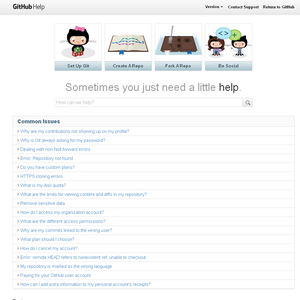 GitHub Help
Version
Contact Support
Return to GitHub
Set Up Git
Create A Repo
Fork A Repo
Be Social
Sometimes you just need a little help.
How can we help?
Common Issues
Why are my contributions not showing up on my profile?
Why is Git always asking for my password?
Dealing with non-fast-forward errors
Error: Repository not found
Do you have custom plans?
HTTPS cloning errors
What is my disk quota?
What are the limits for viewing content and diffs in my repository?
Remove sensitive data
How do I access my organization account?
What are the different access permissions?
Why are my commits linked to the wrong user?
What plan should I choose?
How do I cancel my account?
Error: remote HEAD refers to nonexistent ref, unable to checkout
My repository is marked as the wrong language
Paying for your GitHub user account
How can I add extra information to my personal account's receipts?